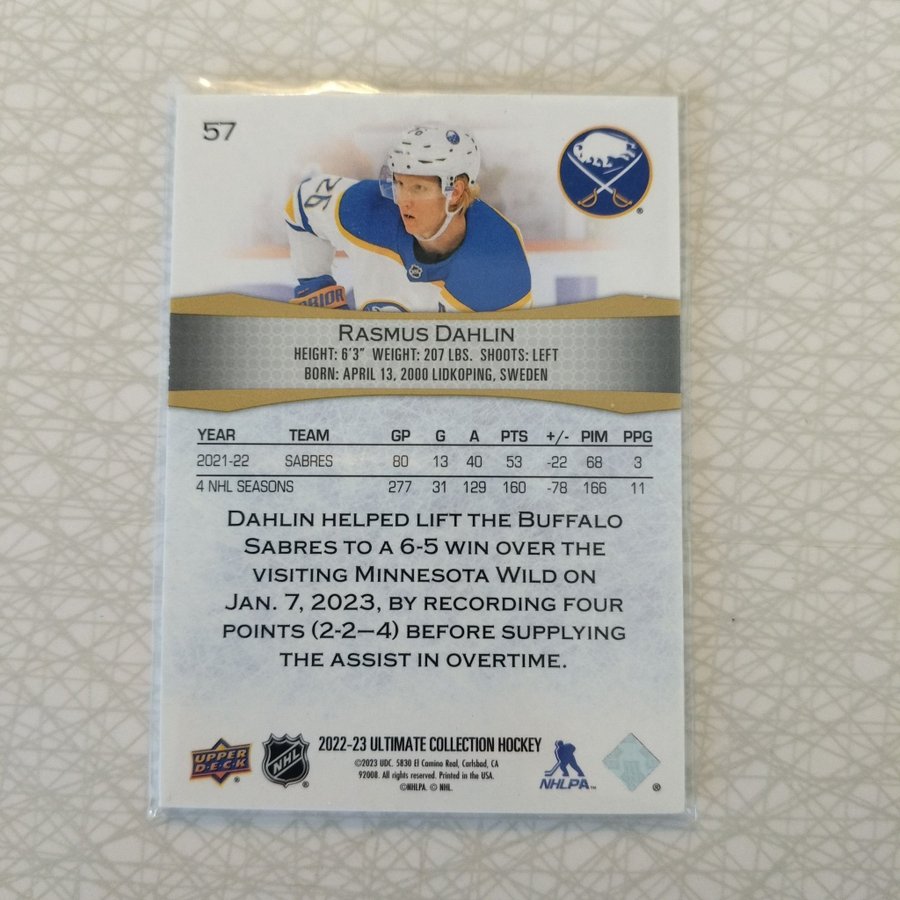 57
26
WARRIOR
RASMUS DAHLIN
HEIGHT: 6'3" WEIGHT: 207 LBS. SHOOTS: LEFT
BORN: APRIL 13, 2000 LIDKOPING, SWEDEN
YEAR TEAM GP G A PTS +/- PIM PPG
2021-22 SABRES 80 13 40 53 -22 68 3
4 NHL SEASONS 277 31 129 160 -78 166 11
DAHLIN HELPED LIFT THE BUFFALO
SABRES TO A 6-5 WIN OVER THE
VISITING MINNESOTA WILD ON
JAN. 7, 2023, BY RECORDING FOUR
POINTS (2-2—4) BEFORE SUPPLYING
THE ASSIST IN OVERTIME.
UPPER DECK ® NHL ® 2022-23 ULTIMATE COLLECTION HOCKEY
©2023 UDC. 5830 El Camino Real, Carlsbad, CA
92008. All rights reserved. Printed in the USA.
©NHLPA. © NHL.
NHLPA™
®